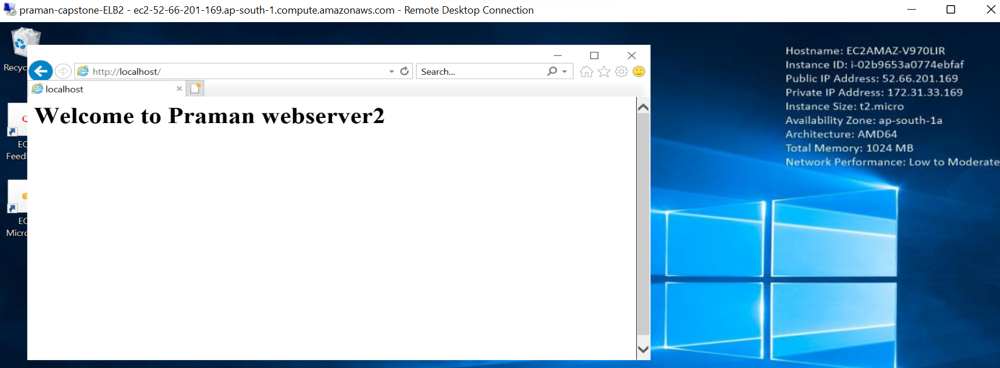 praman-capstone-ELB2 - ec2-52-66-201-169.ap-south-1.compute.amazonaws.com - Remote Desktop Connection
Recyc
http://localhost/
Search...
localhost
Welcome to Praman webserver2
EC
Feed
EC
Micro
Hostname: EC2AMAZ-V970LIR
Instance ID: i-02b9653a0774ebfaf
Public IP Address: 52.66.201.169
Private IP Address: 172.31.33.169
Instance Size: t2.micro
Availability Zone: ap-south-1a
Architecture: AMD64
Total Memory: 1024 MB
Network Performance: Low to Moderate